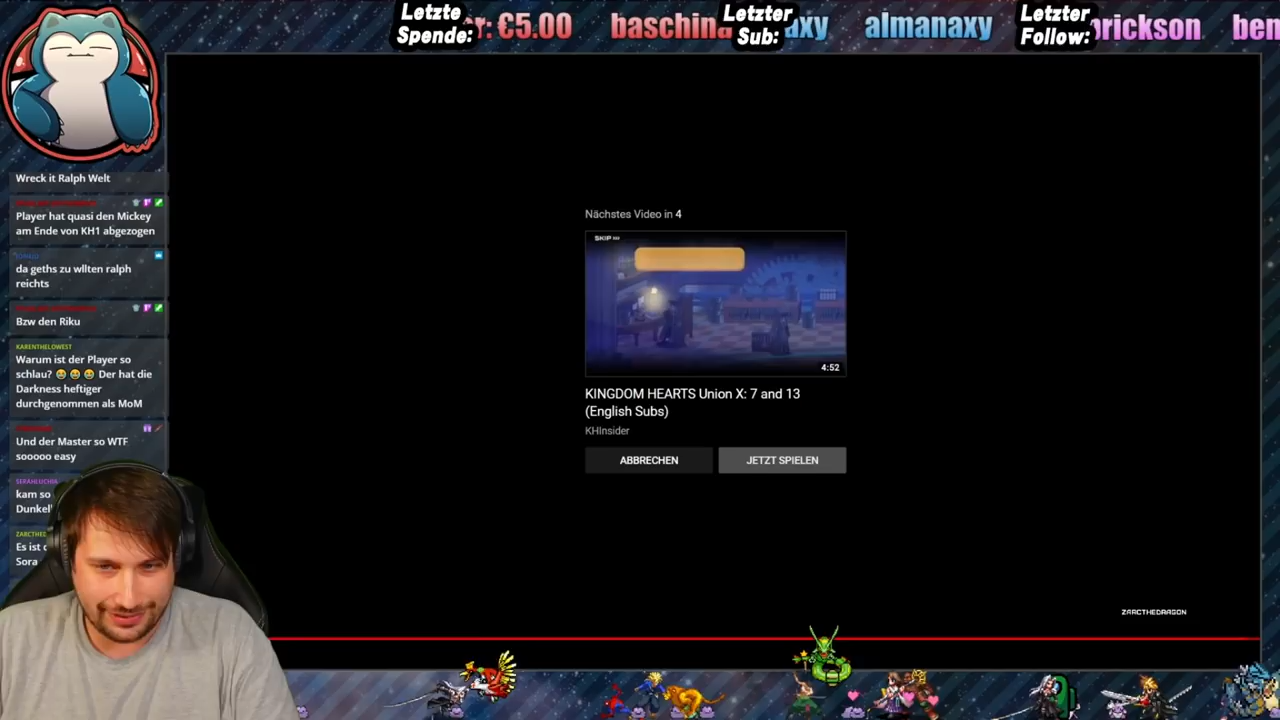 Letzte
Spende:
r: €5.00
baschina
Letzter
Sub:
axy
almanaxy
Letzter
Follow:
brickson
ben
Wreck it Ralph Welt
Player hat quasi den Mickey
am Ende von KH1 abgezogen
da geths zu wllten ralph
reichts
Bzw den Riku
KARENTHELOWEST
Warum ist der Player so
schlau? 😂 😂 😂 Der hat die
Darkness heftiger
durchgenommen als MoM
Und der Master so WTF
sooooo easy
SERAHLUCHIA
kam so
Dunkel
ZARCTHE
Es ist
Sora
Nächstes Video in 4
SKIP
4:52
KINGDOM HEARTS Union X: 7 and 13
(English Subs)
KHInsider
ABBRECHEN
JETZT SPIELEN
ZARCTHEDRAGON